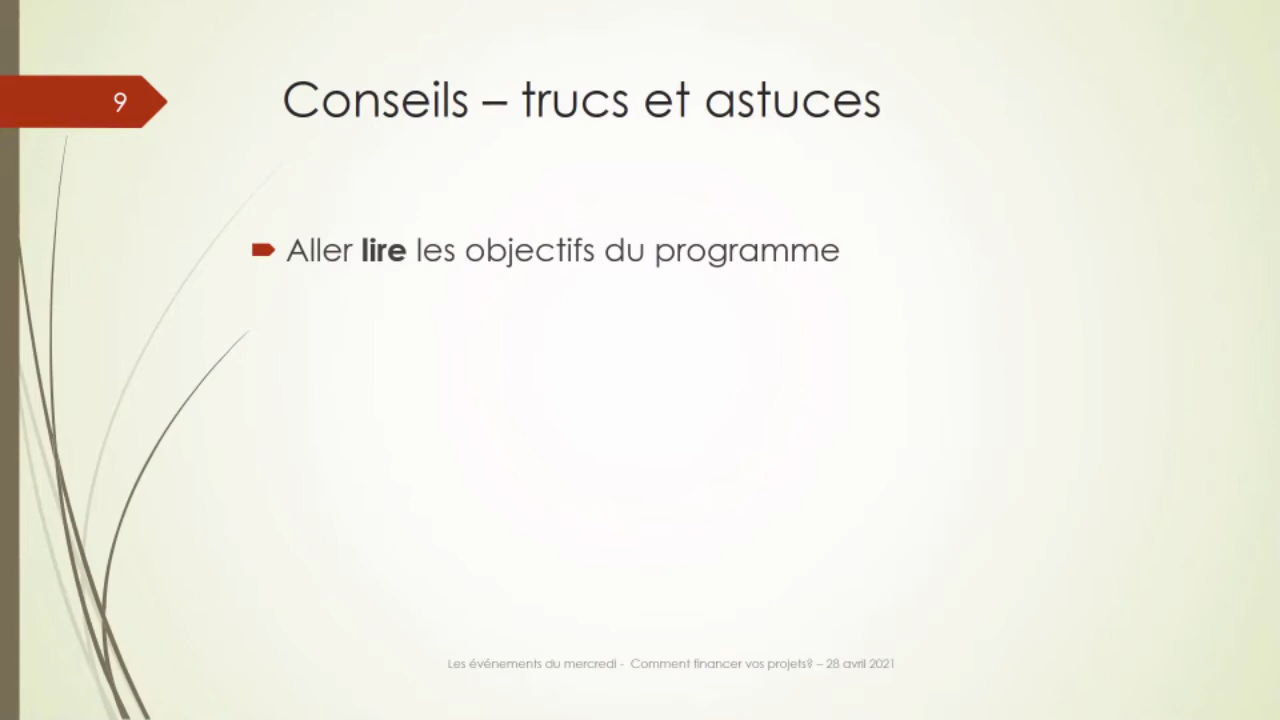 9
Conseils – trucs et astuces
Aller lire les objectifs du programme
Les événements du mercredi - Comment financer vos projets? – 28 avril 2021